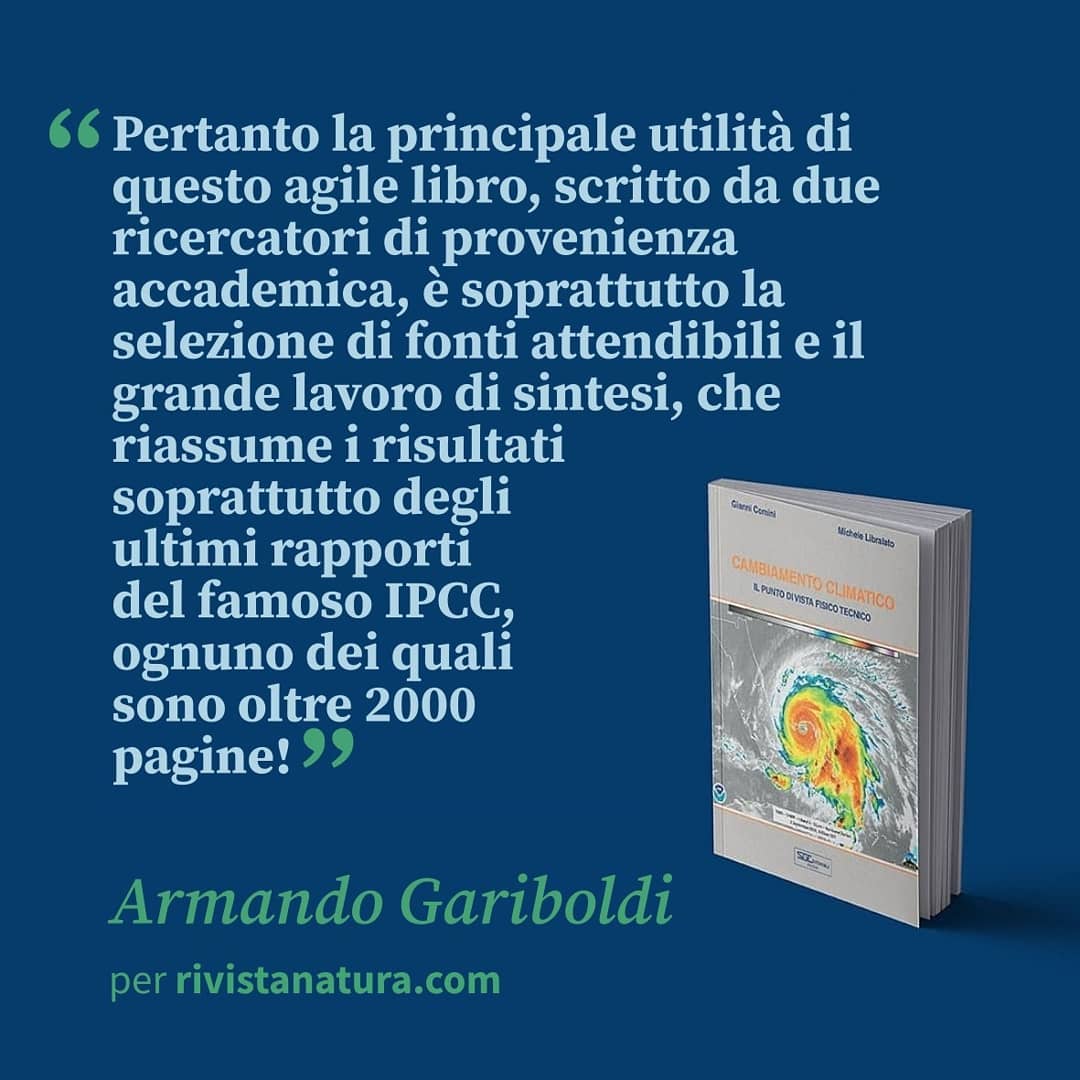 “ Pertanto la principale utilità di
questo agile libro, scritto da due
ricercatori di provenienza
accademica, è soprattutto la
selezione di fonti attendibili e il
grande lavoro di sintesi, che
riassume i risultati
soprattutto degli
ultimi rapporti
del famoso IPCC,
ognuno dei quali
sono oltre 2000
pagine! ”
Gianni Comini
Michele Libralato
CAMBIAMENTO CLIMATICO
IL PUNTO DI VISTA FISICO TECNICO
Armando Gariboldi
per rivistanatura.com